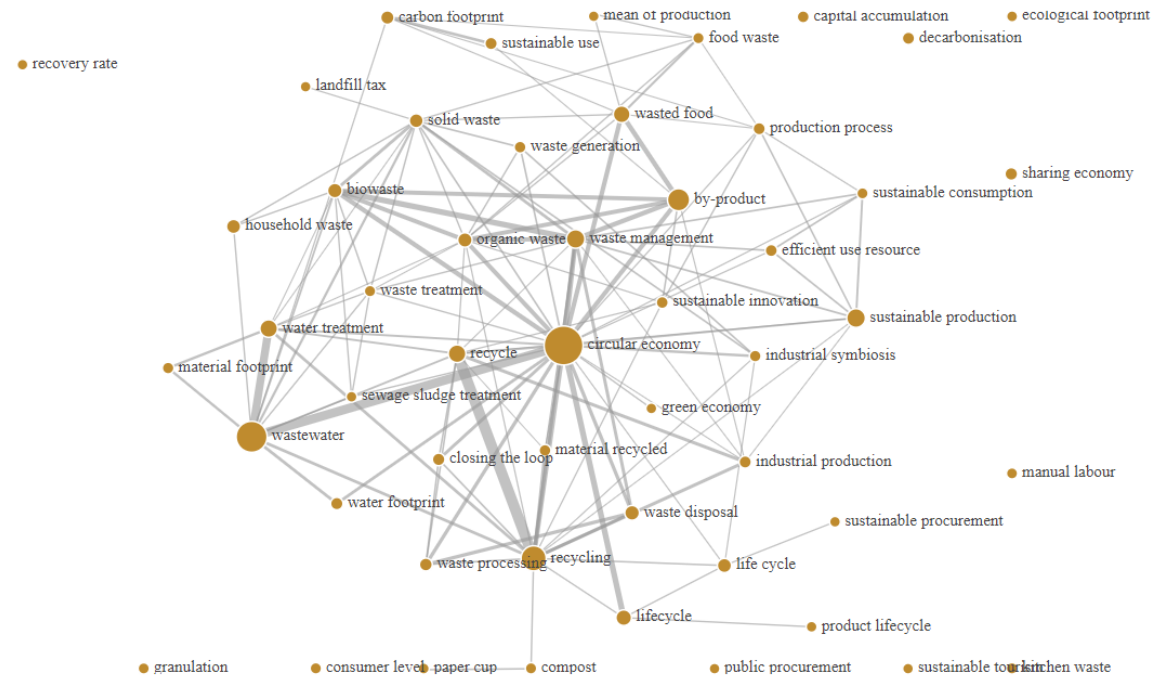 carbon footprint
mean of production
capital accumulation
ecological footprint
sustainable use
food waste
decarbonisation
recovery rate
landfill tax
solid waste
wasted food
production process
waste generation
sharing economy
biowaste
by-product
sustainable consumption
household waste
organic waste
waste management
efficient use resource
waste treatment
sustainable innovation
sustainable production
water treatment
recycle
circular economy
industrial symbiosis
material footprint
sewage sludge treatment
green economy
wastewater
closing the loop
material recycled
industrial production
manual labour
water footprint
waste disposal
sustainable procurement
waste processing
recycling
life cycle
lifecycle
product lifecycle
granulation
consumer level
paper cup
compost
public procurement
sustainable tourism
kitchen waste